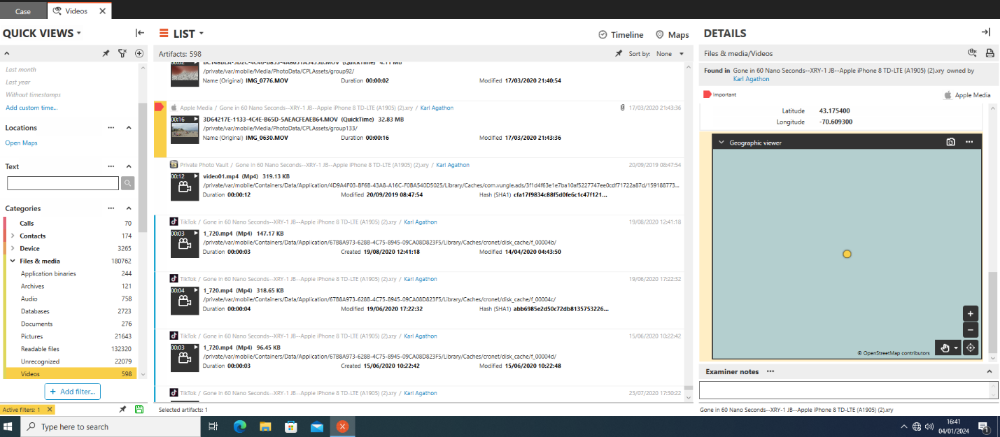 Case
Videos
QUICK VIEWS
Last month
Last year
Without timestamps
Add custom time...
Locations
Open Maps
Text
Categories
Calls 70
Contacts 174
Device 3265
Files & media 180762
Application binaries 244
Archives 121
Audio 758
Databases 2723
Documents 276
Pictures 21643
Readable files 132320
Unrecognized 22079
Videos 598
+ Add filter...
Active filters: 1
LIST
Timeline Maps
Artifacts: 598
Sort by: None
/private/var/mobile/Media/PhotoData/CPLAssets/group92/
Name (Original) IMG_0776.MOV Duration 00:00:02 Modified 17/03/2020 21:40:54
Apple Media / Gone in 60 Nano Seconds--XRY-1 JB--Apple iPhone 8 TD-LTE (A1905) (2).xry / Karl Agathon 17/03/2020 21:43:36
00:16 3D64217E-1133-4C4E-B65D-5AEACFEAEB64.MOV (QuickTime) 32.83 MB
/private/var/mobile/Media/PhotoData/CPLAssets/group133/
Name (Original) IMG_0630.MOV Duration 00:00:16 Modified 17/03/2020 21:43:36
Private Photo Vault / Gone in 60 Nano Seconds--XRY-1 JB--Apple iPhone 8 TD-LTE (A1905) (2).xry / Karl Agathon 20/09/2019 08:47:54
00:12 video01.mp4 (Mp4) 319.13 KB
/private/var/mobile/Containers/Data/Application/4D9A4F03-BF6B-43A8-A16C-F0BA540D5025/Library/Caches/com.vungle.ads/3f1d4f63e1e7ba10af5227747ee0cdf71722a87d/159188773...
Duration 00:00:12 Modified 20/09/2019 08:47:54 Hash (SHA1) cfa17f9834c88f5d0fe6c1c47f121...
TikTok / Gone in 60 Nano Seconds--XRY-1 JB--Apple iPhone 8 TD-LTE (A1905) (2).xry / Karl Agathon 19/08/2020 12:41:18
00:03 1_720.mp4 (Mp4) 147.17 KB
/private/var/mobile/Containers/Data/Application/67B8A973-628B-4C75-8945-09CA08D823F5/Library/Caches/cronet/disk_cache/f_00004b/
Duration 00:00:03 Created 19/08/2020 12:41:18 Modified 14/04/2020 04:43:50
TikTok / Gone in 60 Nano Seconds--XRY-1 JB--Apple iPhone 8 TD-LTE (A1905) (2).xry / Karl Agathon 19/06/2020 17:22:32
00:04 1_720.mp4 (Mp4) 318.65 KB
/private/var/mobile/Containers/Data/Application/67B8A973-628B-4C75-8945-09CA08D823F5/Library/Caches/cronet/disk_cache/f_00004c/
Duration 00:00:04 Modified 19/06/2020 17:22:32 Hash (SHA1) abb6985e2d50c72db8135753226...
TikTok / Gone in 60 Nano Seconds--XRY-1 JB--Apple iPhone 8 TD-LTE (A1905) (2).xry / Karl Agathon 15/06/2020 10:22:42
00:03 1_720.mp4 (Mp4) 96.45 KB
/private/var/mobile/Containers/Data/Application/67B8A973-628B-4C75-8945-09CA08D823F5/Library/Caches/cronet/disk_cache/f_00004d/
Duration 00:00:03 Created 15/06/2020 10:22:42 Modified 15/06/2020 10:22:48
TikTok / Gone in 60 Nano Seconds--XRY-1 JB--Apple iPhone 8 TD-LTE (A1905) (2).xry / Karl Agathon 23/07/2020 17:30:22
Selected artifacts: 1
DETAILS
Files & media/Videos
Found in Gone in 60 Nano Seconds--XRY-1 JB--Apple iPhone 8 TD-LTE (A1905) (2).xry owned by
Karl Agathon
Important Apple Media
Latitude 43.175400
Longitude -70.609300
Geographic viewer
© OpenStreetMap contributors
Examiner notes
Gone in 60 Nano Seconds--XRY-1 JB--Apple iPhone 8 TD-LTE (A1905) (2).xry
Type here to search
16:41
04/01/2024
1